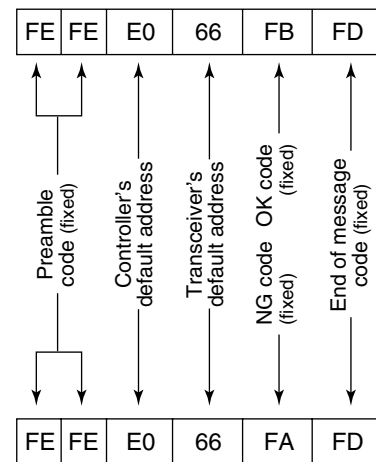 FE FE E0 66 FB FD
Preamble
code (fixed)
Controller's
default address
Transceiver's
default address
OK code
(fixed)
NG code
(fixed)
End of message
code (fixed)
FE FE E0 66 FA FD